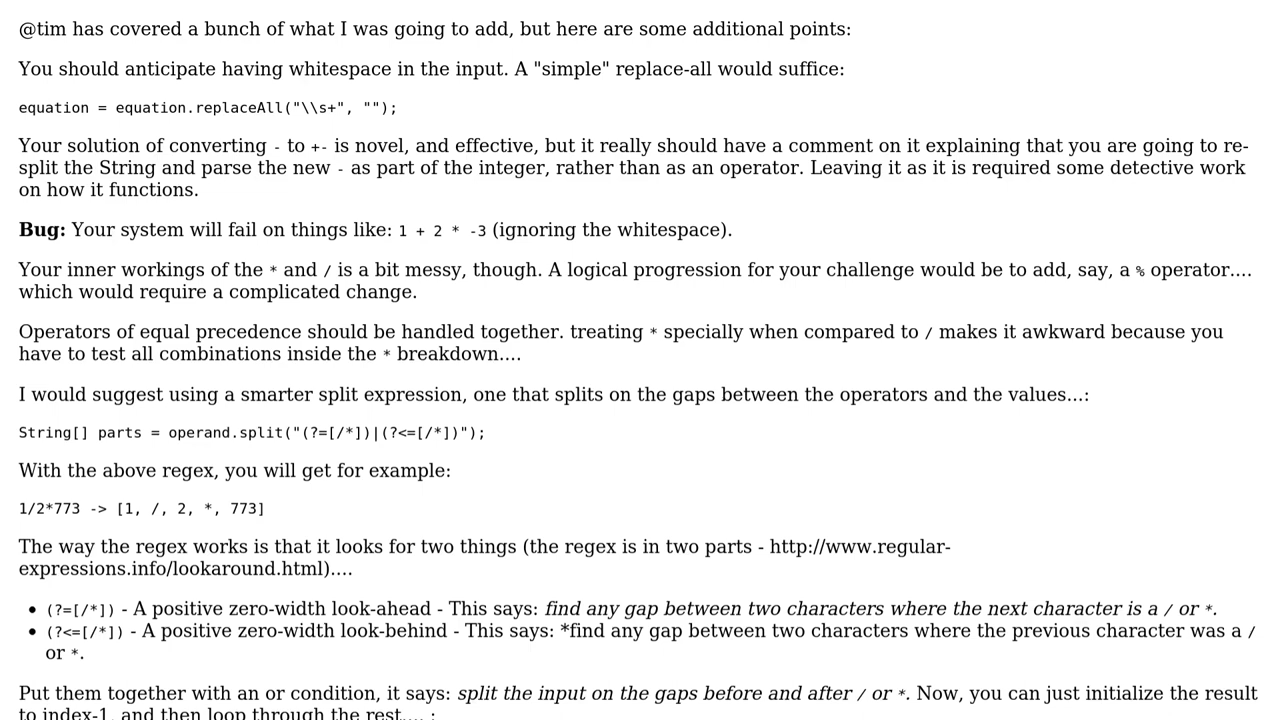 @tim has covered a bunch of what I was going to add, but here are some additional points:
You should anticipate having whitespace in the input. A "simple" replace-all would suffice:
equation = equation.replaceAll("\\s+", "");
Your solution of converting - to +- is novel, and effective, but it really should have a comment on it explaining that you are going to re-
split the String and parse the new - as part of the integer, rather than as an operator. Leaving it as it is required some detective work
on how it functions.
Bug: Your system will fail on things like: 1 + 2 * -3 (ignoring the whitespace).
Your inner workings of the * and / is a bit messy, though. A logical progression for your challenge would be to add, say, a % operator....
which would require a complicated change.
Operators of equal precedence should be handled together. treating * specially when compared to / makes it awkward because you
have to test all combinations inside the * breakdown....
I would suggest using a smarter split expression, one that splits on the gaps between the operators and the values...:
String[] parts = operand.split("(?=[/*])|(?<=[/*])");
With the above regex, you will get for example:
1/2*773 -> [1, /, 2, *, 773]
The way the regex works is that it looks for two things (the regex is in two parts - http://www.regular-
expressions.info/lookaround.html)....
• (?=[/*]) - A positive zero-width look-ahead - This says: find any gap between two characters where the next character is a / or *.
• (?<=[/*]) - A positive zero-width look-behind - This says: *find any gap between two characters where the previous character was a /
or *.
Put them together with an or condition, it says: split the input on the gaps before and after / or *. Now, you can just initialize the result
to index-1, and then loop through the rest.... :